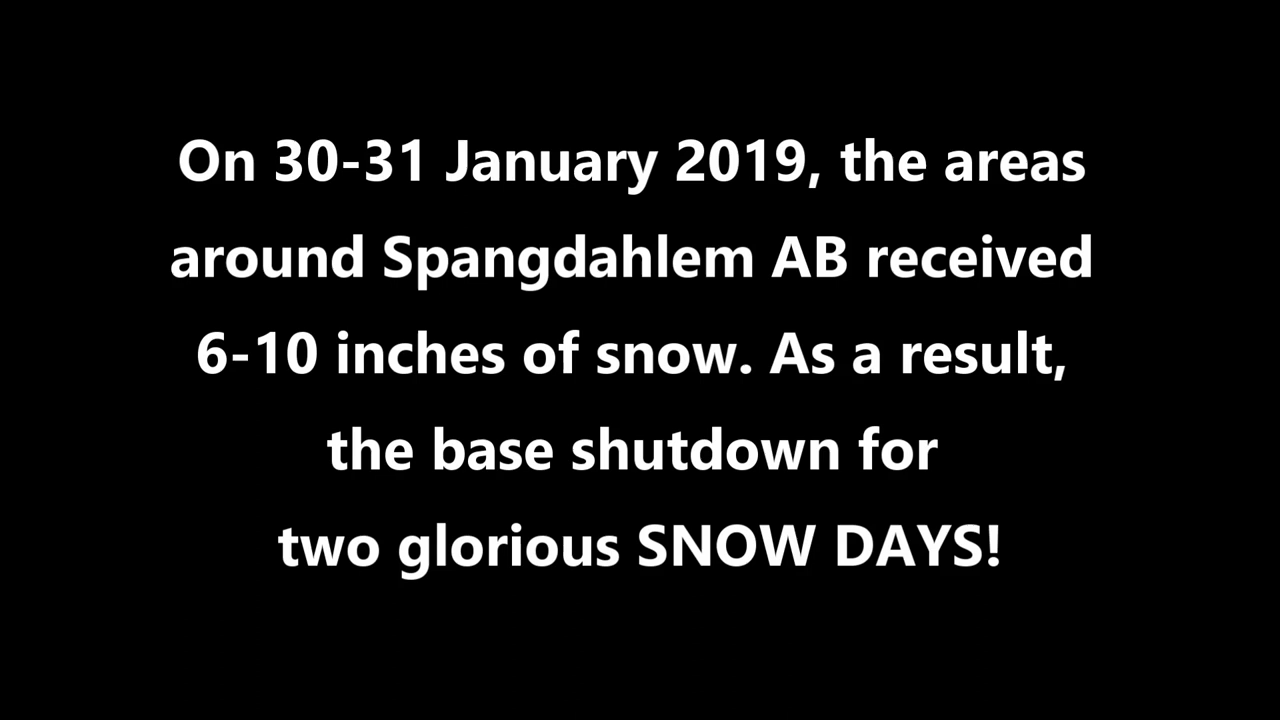 On 30-31 January 2019, the areas
around Spangdahlem AB received
6-10 inches of snow. As a result,
the base shutdown for
two glorious SNOW DAYS!